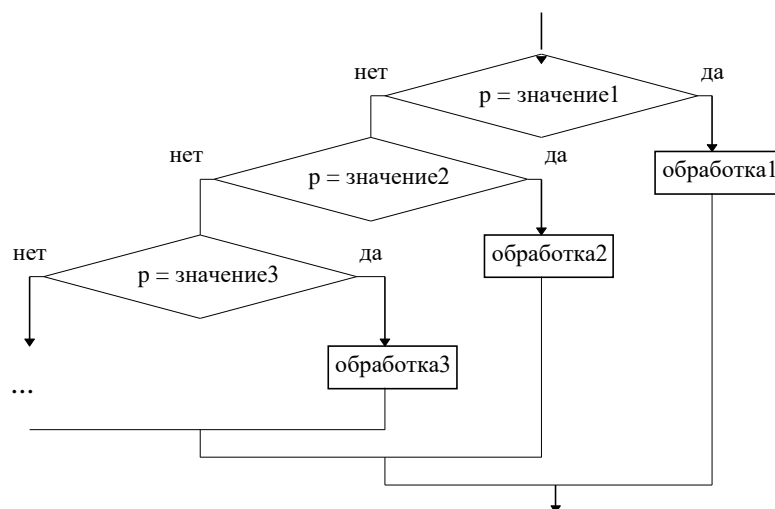 нет
да
p = значение1
нет
да
обработка1
p = значение2
нет
да
обработка2
p = значение3
обработка3
...